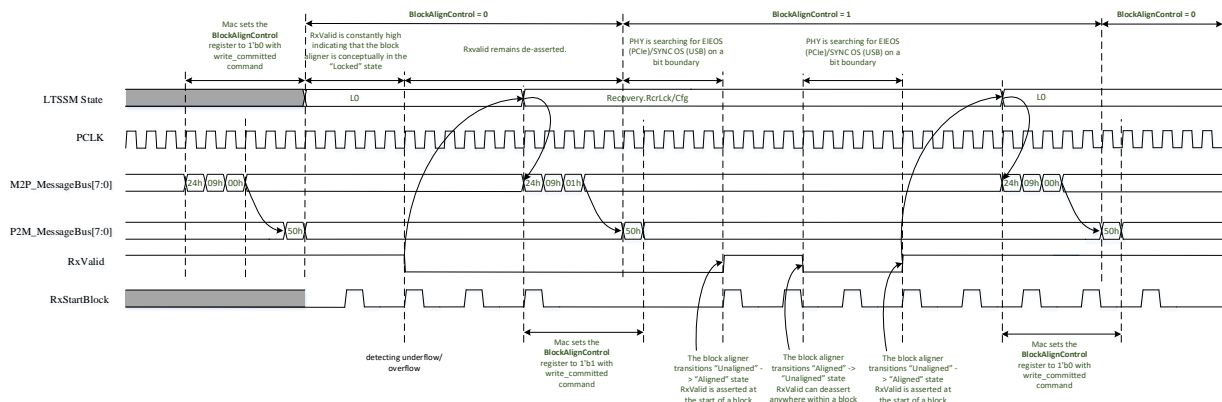 BlockAlignControl = 0
BlockAlignControl = 1
BlockAlignControl = 0
Mac sets the
BlockAlignControl
register to 1'b0 with
write_committed
command
RxValid is constantly high
indicating that the block
aligner is conceptually in the
"Locked" state
Rxvalid remains de-asserted.
PHY is searching for EIEOS
(PCIe)/SYNC OS (USB) on a
bit boundary
PHY is searching for EIEOS
(PCIe)/SYNC OS (USB) on a
bit boundary
LTSSM State
L0
Recovery.RcrLck/Cfg
L0
PCLK
M2P_MessageBus[7:0]
24h 09h 00h
24h 09h 01h
24h 09h 00h
P2M_MessageBus[7:0]
50h
50h
50h
RxValid
RxStartBlock
detecting underflow/
overflow
Mac sets the
BlockAlignControl
register to 1'b1 with
write_committed
command
The block aligner
transitions "Unaligned" -
> "Aligned" state
RxValid is asserted at
the start of a block
The block aligner
transitions "Aligned" ->
"Unaligned" state
RxValid can deassert
anywhere within a block
The block aligner
transitions "Unaligned" -
> "Aligned" state
RxValid is asserted at
the start of a block
Mac sets the
BlockAlignControl
register to 1'b0 with
write_committed
command